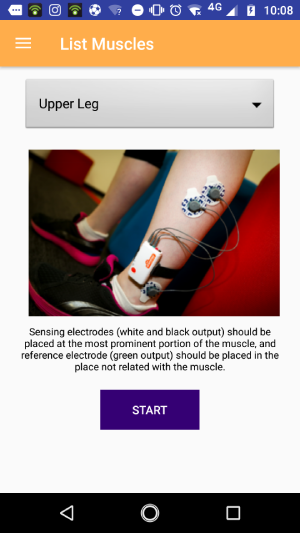 4G 10:08
List Muscles
Upper Leg
Sensing electrodes (white and black output) should be
placed at the most prominent portion of the muscle, and
reference electrode (green output) should be placed in the
place not related with the muscle.
START